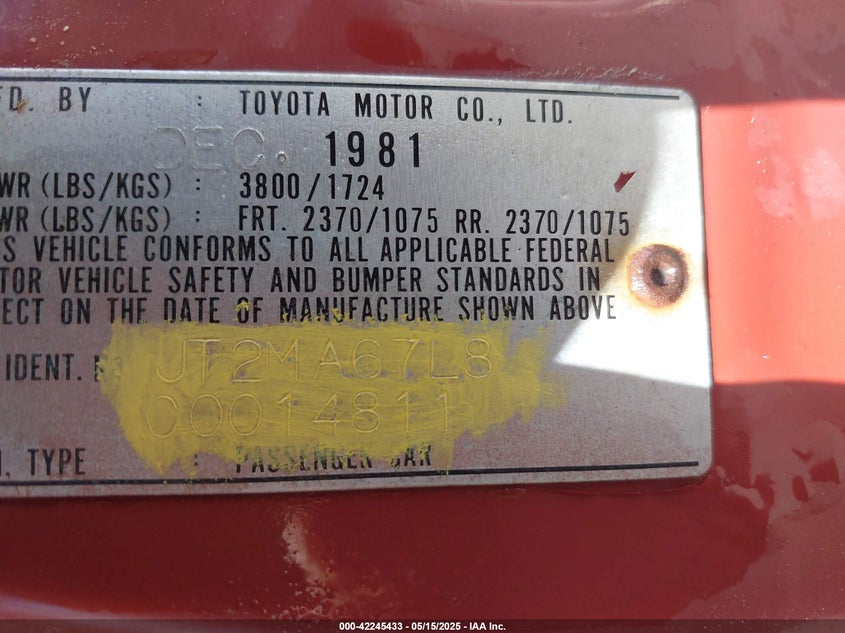 FD. BY : TOYOTA MOTOR CO., LTD.
DEC. 1981
WR (LBS/KGS) : 3800/1724
WR (LBS/KGS) : FRT. 2370/1075 RR. 2370/1075
S VEHICLE CONFORMS TO ALL APPLICABLE FEDERAL
TOR VEHICLE SAFETY AND BUMPER STANDARDS IN
ECT ON THE DATE OF MANUFACTURE SHOWN ABOVE
IDENT. N JT2MA67L8
C0014811
. TYPE : PASSENGER CAR
000-42245433 - 05/15/2025 - IAA Inc.